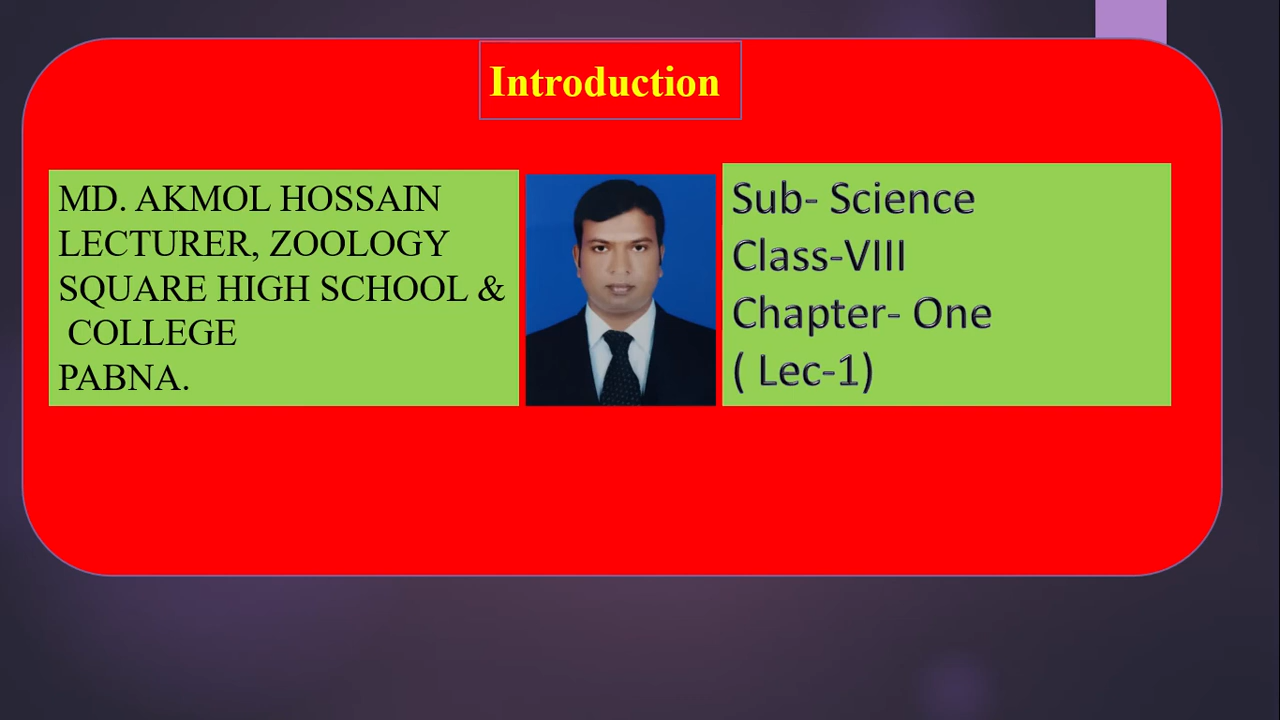 Introduction
MD. AKMOL HOSSAIN
LECTURER, ZOOLOGY
SQUARE HIGH SCHOOL &
COLLEGE
PABNA.
Sub- Science
Class-VIII
Chapter- One
( Lec-1)